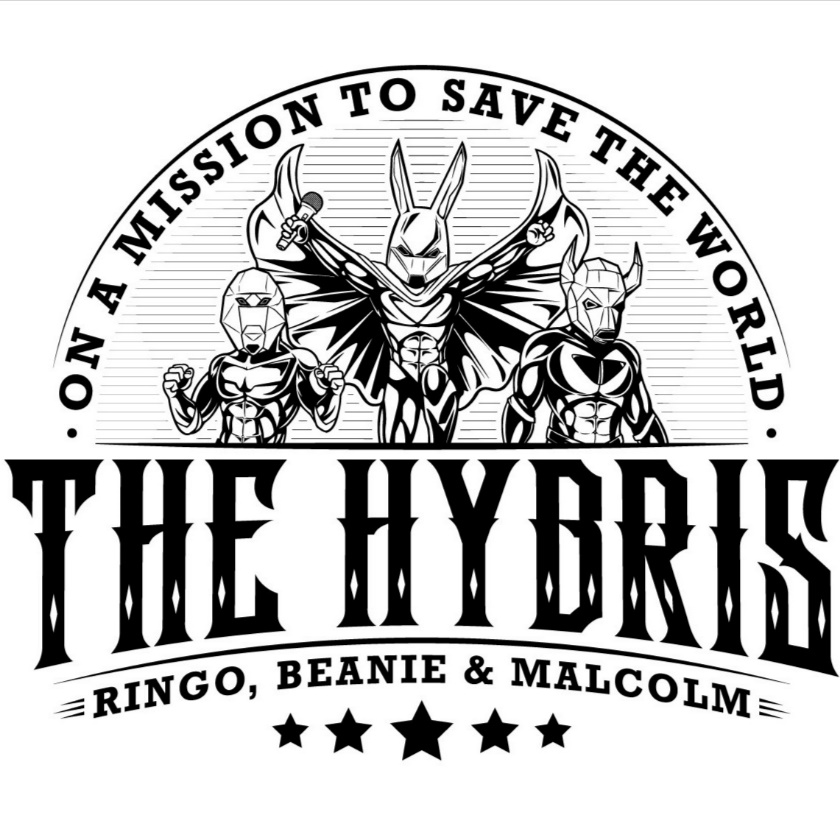 ON A MISSION TO SAVE THE WORLD
THE HYBRIS
RINGO, BEANIE & MALCOLM